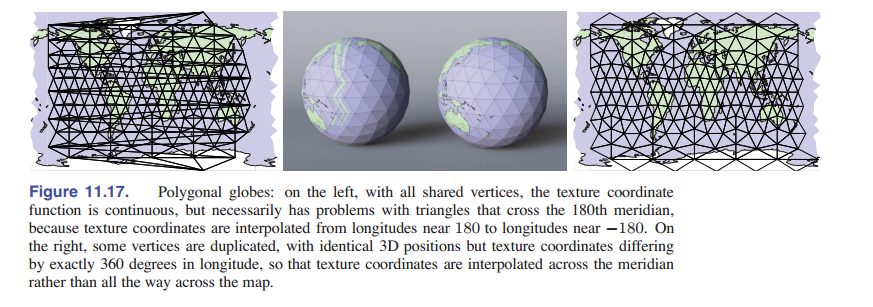 Figure 11.17. Polygonal globes: on the left, with all shared vertices, the texture coordinate
function is continuous, but necessarily has problems with triangles that cross the 180th meridian,
because texture coordinates are interpolated from longitudes near 180 to longitudes near −180. On
the right, some vertices are duplicated, with identical 3D positions but texture coordinates differing
by exactly 360 degrees in longitude, so that texture coordinates are interpolated across the meridian
rather than all the way across the map.